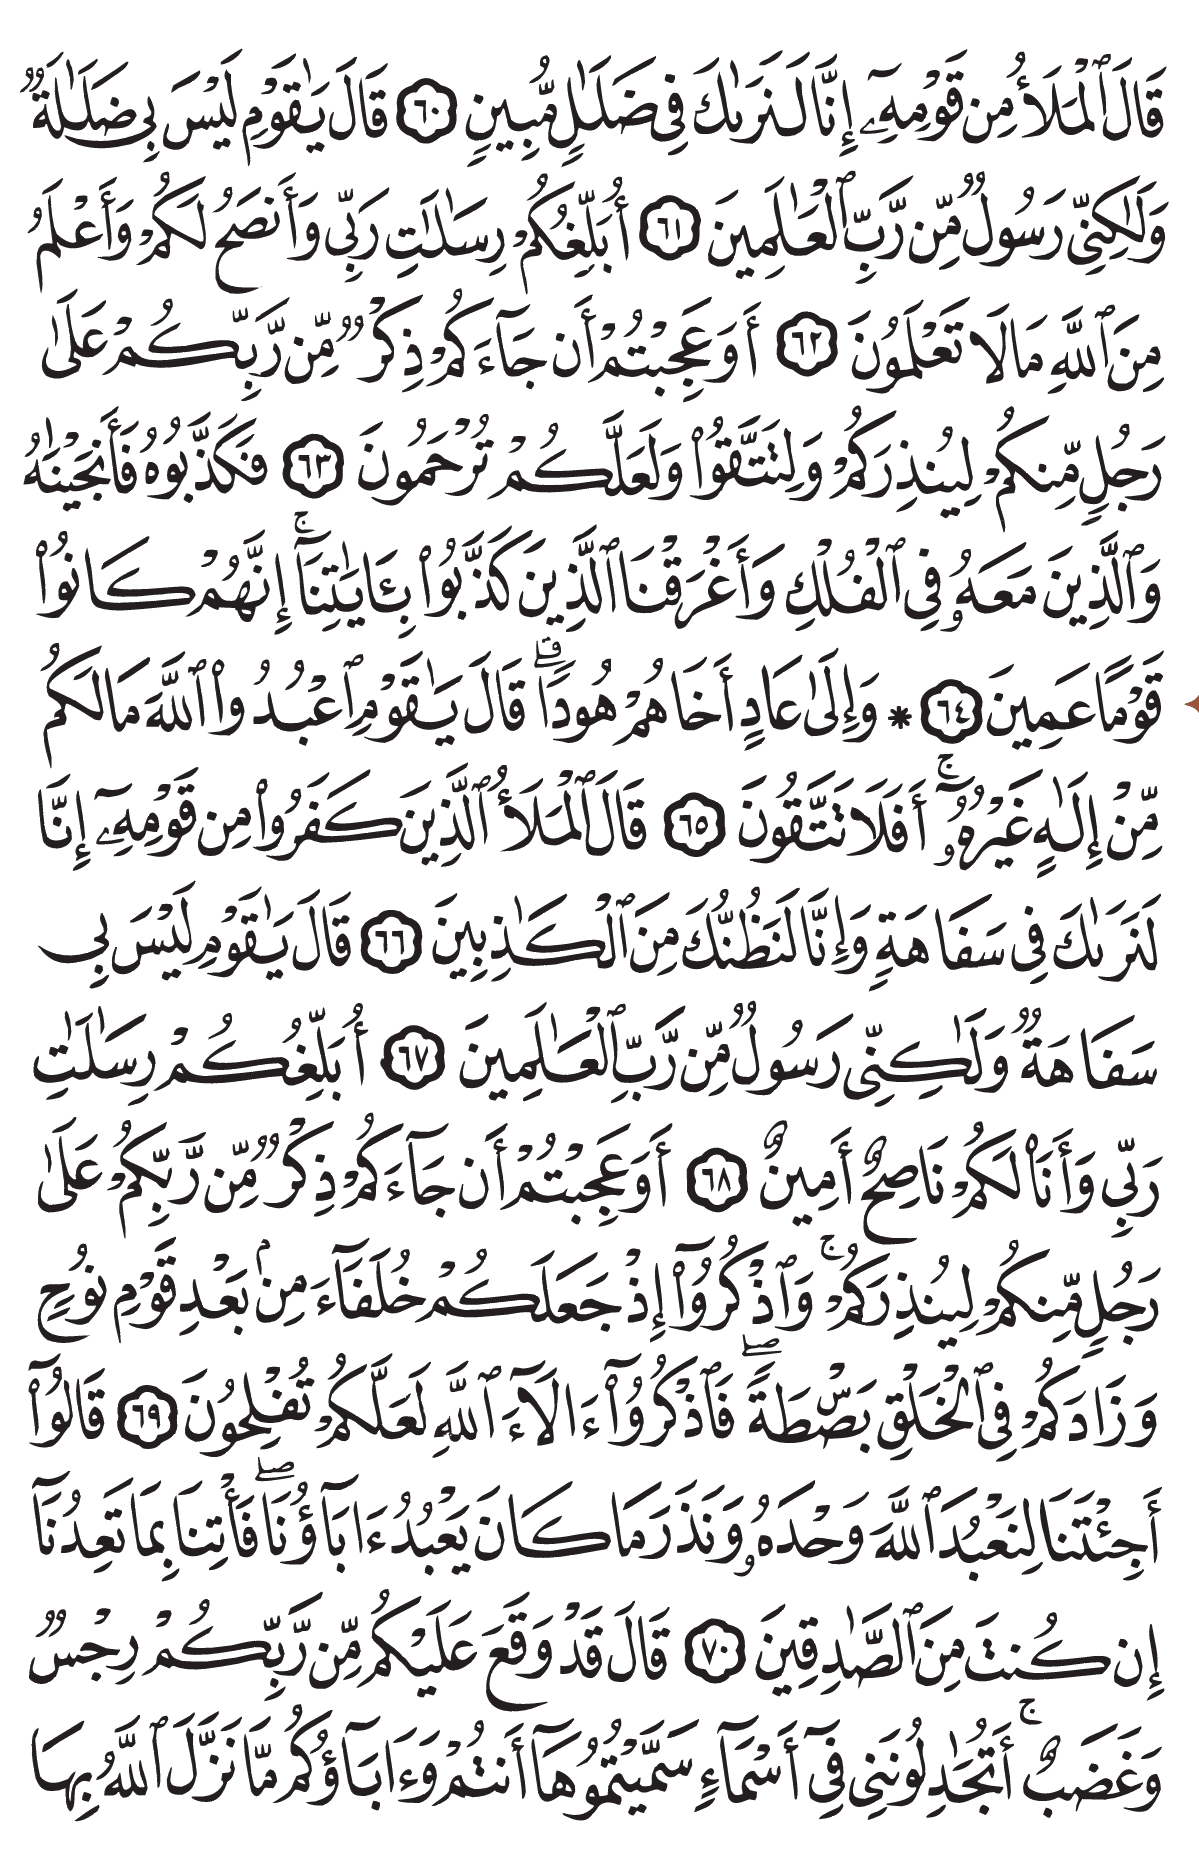 قَالَ ٱلْمَلَأُ مِن قَوْمِهِۦٓ إِنَّا لَنَرَىٰكَ فِى ضَلَٰلٍ مُّبِينٍ ٦٠ قَالَ يَٰقَوْمِ لَيْسَ بِى ضَلَٰلَةٌ
وَلَٰكِنِّى رَسُولٌ مِّن رَّبِّ ٱلْعَٰلَمِينَ ٦١ أُبَلِّغُكُمْ رِسَٰلَٰتِ رَبِّى وَأَنصَحُ لَكُمْ وَأَعْلَمُ
مِنَ ٱللَّهِ مَا لَا تَعْلَمُونَ ٦٢ أَوَعَجِبْتُمْ أَن جَآءَكُمْ ذِكْرٌ مِّن رَّبِّكُمْ عَلَىٰ
رَجُلٍ مِّنكُمْ لِيُنذِرَكُمْ وَلِتَتَّقُوا۟ وَلَعَلَّكُمْ تُرْحَمُونَ ٦٣ فَكَذَّبُوهُ فَأَنجَيْنَٰهُ
وَٱلَّذِينَ مَعَهُۥ فِى ٱلْفُلْكِ وَأَغْرَقْنَا ٱلَّذِينَ كَذَّبُوا۟ بِـَٔايَٰتِنَآ ۚ إِنَّهُمْ كَانُوا۟
قَوْمًا عَمِينَ ٦٤ * وَإِلَىٰ عَادٍ أَخَاهُمْ هُودًا ۗ قَالَ يَٰقَوْمِ ٱعْبُدُوا۟ ٱللَّهَ مَا لَكُم
مِّنْ إِلَٰهٍ غَيْرُهُۥٓ ۚ أَفَلَا تَتَّقُونَ ٦٥ قَالَ ٱلْمَلَأُ ٱلَّذِينَ كَفَرُوا۟ مِن قَوْمِهِۦٓ إِنَّا
لَنَرَىٰكَ فِى سَفَاهَةٍ وَإِنَّا لَنَظُنُّكَ مِنَ ٱلْكَٰذِبِينَ ٦٦ قَالَ يَٰقَوْمِ لَيْسَ بِى
سَفَاهَةٌ وَلَٰكِنِّى رَسُولٌ مِّن رَّبِّ ٱلْعَٰلَمِينَ ٦٧ أُبَلِّغُكُمْ رِسَٰلَٰتِ
رَبِّى وَأَنَا۠ لَكُمْ نَاصِحٌ أَمِينٌ ٦٨ أَوَعَجِبْتُمْ أَن جَآءَكُمْ ذِكْرٌ مِّن رَّبِّكُمْ عَلَىٰ
رَجُلٍ مِّنكُمْ لِيُنذِرَكُمْ ۚ وَٱذْكُرُوٓا۟ إِذْ جَعَلَكُمْ خُلَفَآءَ مِنۢ بَعْدِ قَوْمِ نُوحٍ
وَزَادَكُمْ فِى ٱلْخَلْقِ بَصْۜطَةً ۖ فَٱذْكُرُوٓا۟ ءَالَآءَ ٱللَّهِ لَعَلَّكُمْ تُفْلِحُونَ ٦٩ قَالُوٓا۟
أَجِئْتَنَا لِنَعْبُدَ ٱللَّهَ وَحْدَهُۥ وَنَذَرَ مَا كَانَ يَعْبُدُ ءَابَآؤُنَا ۖ فَأْتِنَا بِمَا تَعِدُنَآ
إِن كُنتَ مِنَ ٱلصَّٰدِقِينَ ٧٠ قَالَ قَدْ وَقَعَ عَلَيْكُم مِّن رَّبِّكُمْ رِجْسٌ
وَغَضَبٌ ۖ أَتُجَٰدِلُونَنِى فِىٓ أَسْمَآءٍ سَمَّيْتُمُوهَآ أَنتُمْ وَءَابَآؤُكُم مَّا نَزَّلَ ٱللَّهُ بِهَا